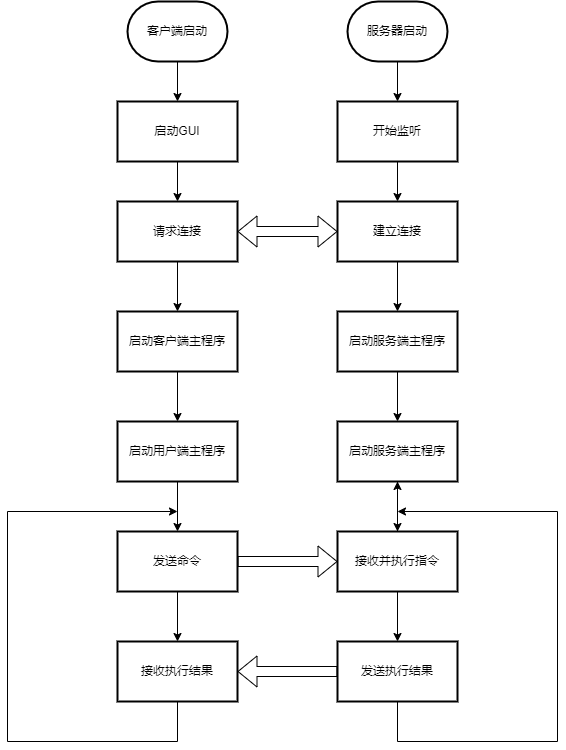 客户端启动
服务器启动
启动GUI
开始监听
请求连接
建立连接
启动客户端主程序
启动服务端主程序
启动用户端主程序
启动服务端主程序
发送命令
接收并执行指令
接收执行结果
发送执行结果